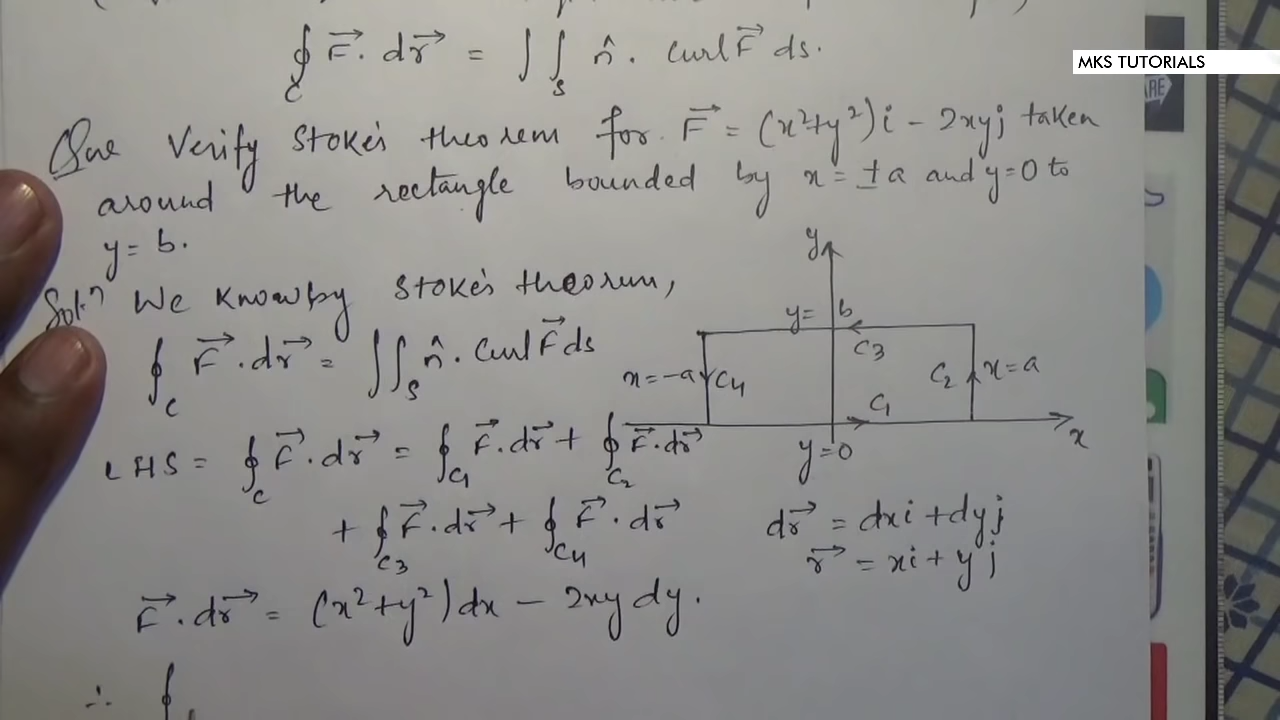 ∮_C F⃗ . dr⃗ = ∫∫_S n̂ . Curl F⃗ ds.
MKS TUTORIALS
ARE
Que Verify Stoke's theorem for F⃗ = (x²+y²)i - 2xyj taken
around the rectangle bounded by x = ±a and y=0 to
y = b.
Solⁿ We know by Stoke's theorem,
∮_C F⃗ . dr⃗ = ∫∫_S n̂ . Curl F⃗ ds
y
y= b
C3
x=-a C4
C2 x=a
C1
x
y=0
LHS = ∮_C F⃗ . dr⃗ = ∮_C1 F⃗ . dr⃗ + ∮_C2 F⃗ . dr⃗
+ ∮_C3 F⃗ . dr⃗ + ∮_C4 F⃗ . dr⃗
dr⃗ = dxi + dyj
r⃗ = xi + yj
F⃗ . dr⃗ = (x²+y²)dx - 2xy dy.
∴ ∮